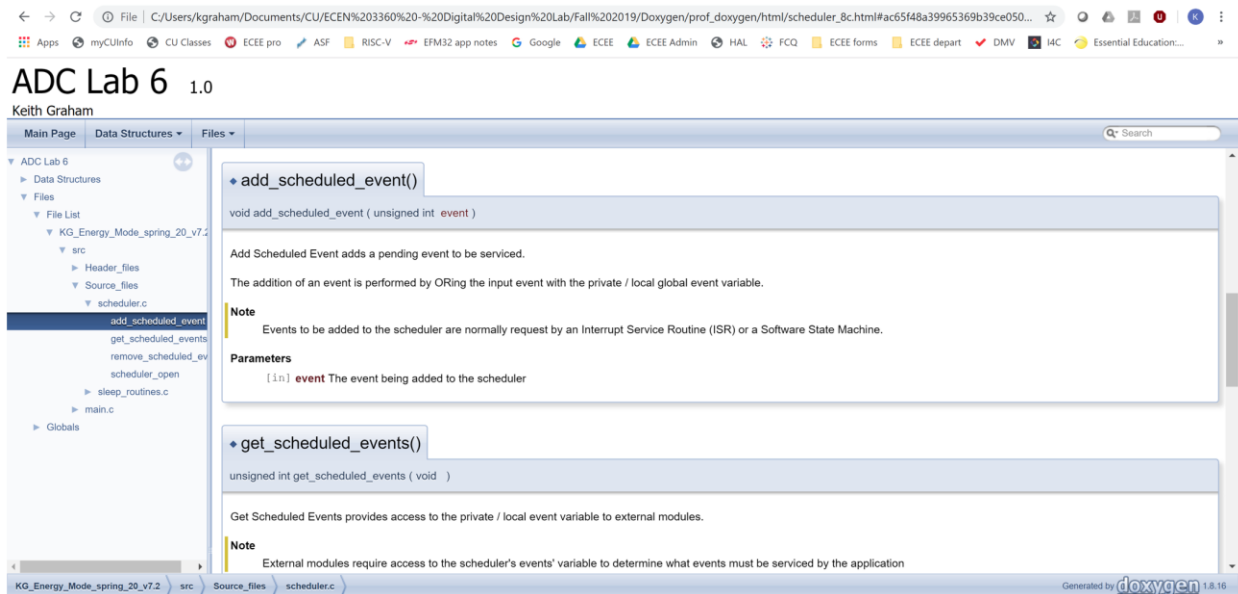 File | C:/Users/kgraham/Documents/CU/ECEN%203360%20-%20Digital%20Design%20Lab/Fall%202019/Doxygen/prof_doxygen/html/scheduler_8c.html#ac65f48a39965369b39ce050...
K
Apps myCUInfo CU Classes ECEE pro ASF RISC-V EFM32 app notes Google ECEE ECEE Admin HAL FCQ ECEE forms ECEE depart DMV I4C Essential Education:... »
ADC Lab 6 1.0
Keith Graham
Main Page Data Structures Files
Search
ADC Lab 6
Data Structures
Files
File List
KG_Energy_Mode_spring_20_v7.2
src
Header_files
Source_files
scheduler.c
add_scheduled_event
get_scheduled_events
remove_scheduled_ev
scheduler_open
sleep_routines.c
main.c
Globals
add_scheduled_event()
void add_scheduled_event ( unsigned int event )
Add Scheduled Event adds a pending event to be serviced.
The addition of an event is performed by ORing the input event with the private / local global event variable.
Note
Events to be added to the scheduler are normally request by an Interrupt Service Routine (ISR) or a Software State Machine.
Parameters
[in] event The event being added to the scheduler
get_scheduled_events()
unsigned int get_scheduled_events ( void )
Get Scheduled Events provides access to the private / local event variable to external modules.
Note
External modules require access to the scheduler's events' variable to determine what events must be serviced by the application
KG_Energy_Mode_spring_20_v7.2 src Source_files scheduler.c
Generated by doxygen 1.8.16